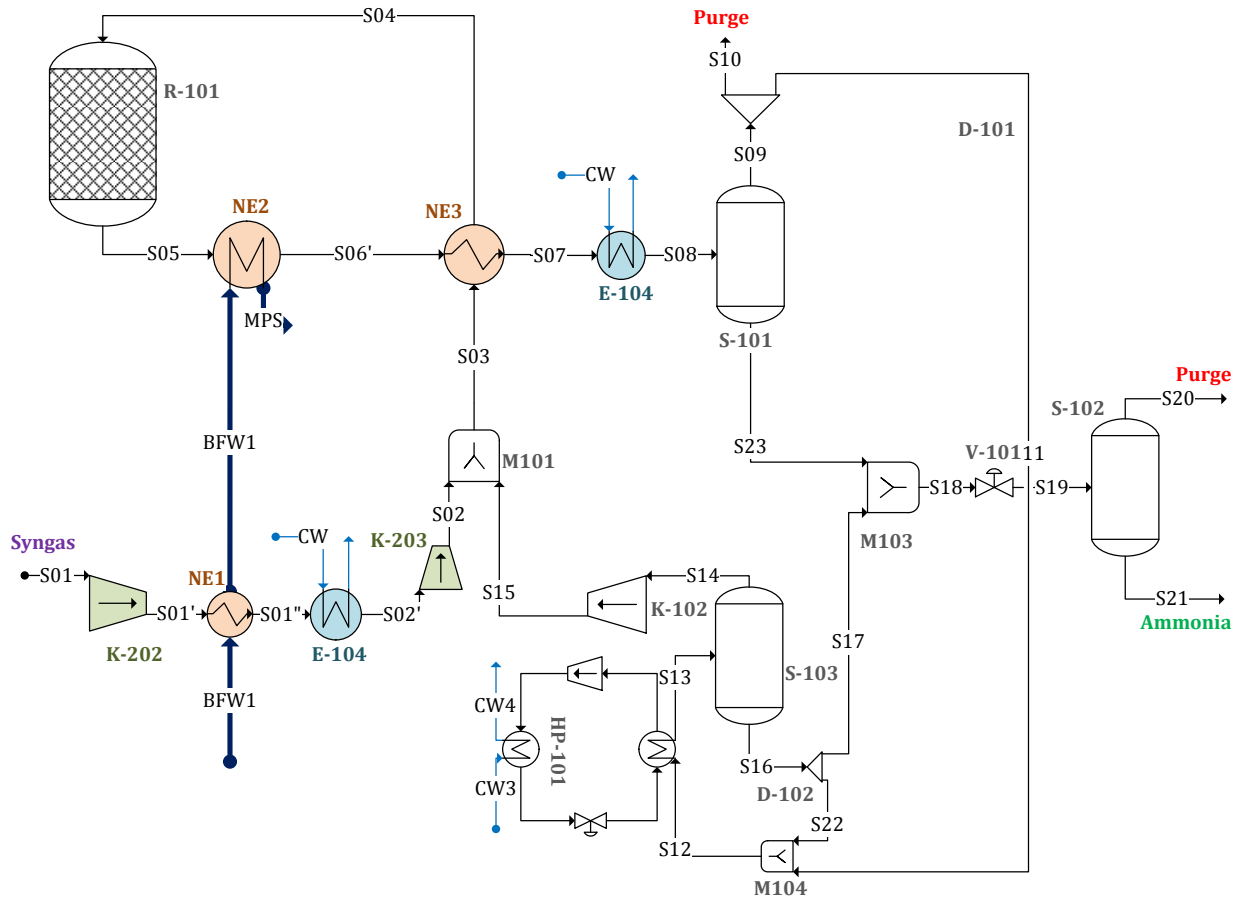 S04
Purge
S10
R-101
D-101
S09
CW
NE2
NE3
S05
S06'
S07
S08
E-104
MPS
S-101
S03
Purge
S20
S-102
BFW1
S23
V-101
11
M101
S18
S19
S02
M103
CW
K-203
Syngas
S01
NE1
S14
S15
K-102
S01'
S01"
S02'
S21
Ammonia
K-202
E-104
S17
S13
S-103
BFW1
CW4
HP-101
S16
CW3
D-102
S22
S12
M104